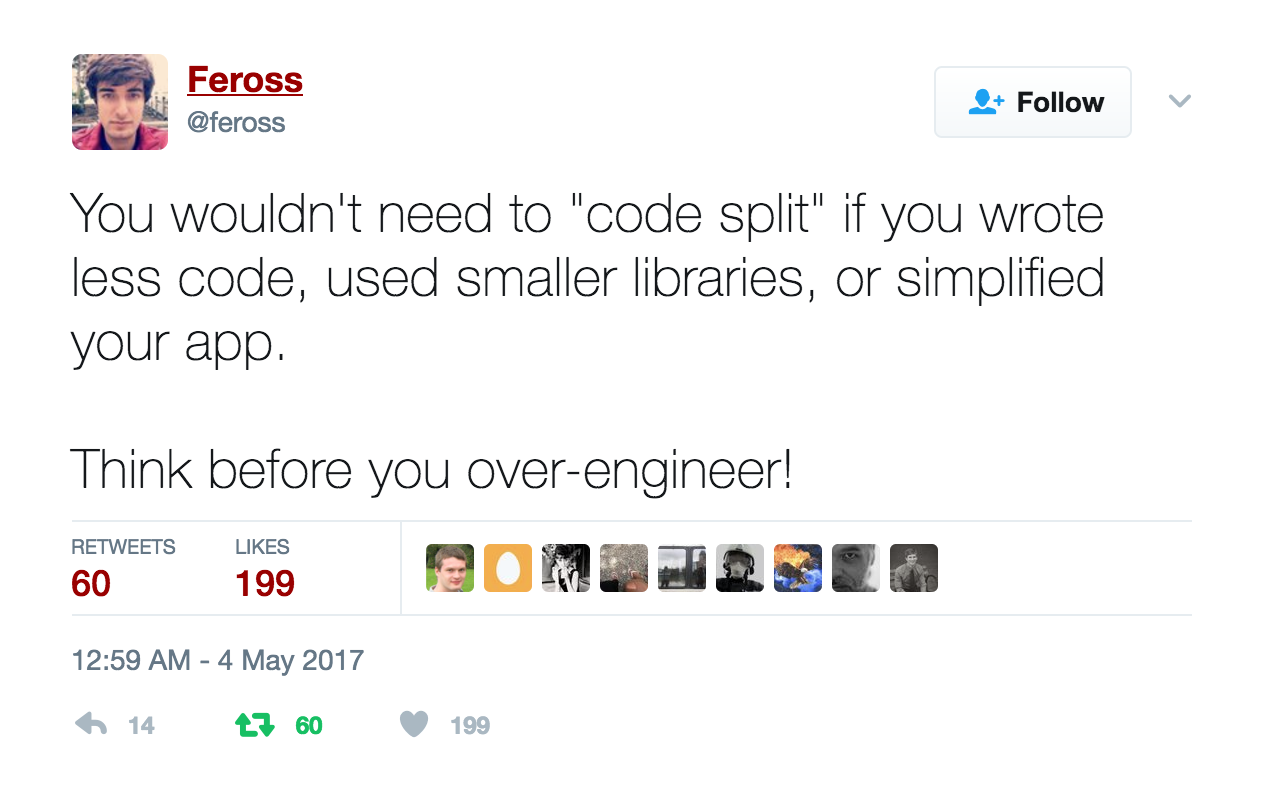 Feross
@feross
Follow
You wouldn't need to "code split" if you wrote
less code, used smaller libraries, or simplified
your app.
Think before you over-engineer!
RETWEETS LIKES
60 199
12:59 AM - 4 May 2017
14 60 199